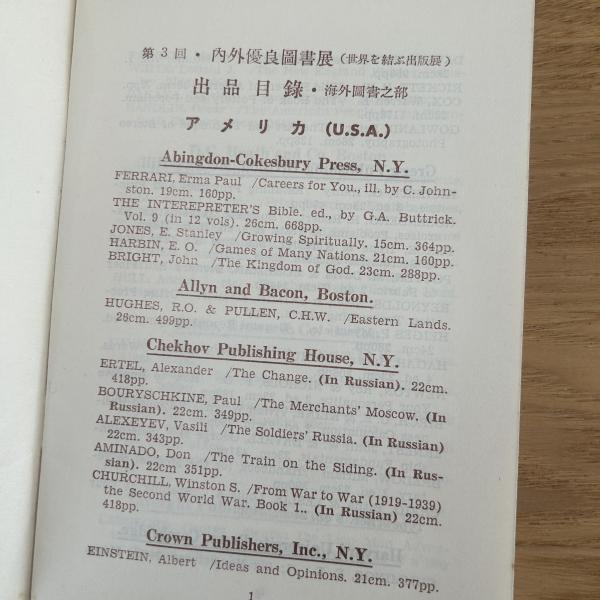 第3回・内外優良圖書展(世界を結ぶ出版展)
出品目錄・海外圖書之部
アメリカ (U.S.A.)
Abingdon-Cokesbury Press, N.Y.
FERRARI, Erma Paul /Careers for You., ill. by C. John-
ston. 19cm. 160pp.
THE INTEREPRETER'S Bible. ed., by G.A. Buttrick.
Vol. 9 (in 12 vols). 26cm. 668pp.
JONES, E. Stanley /Growing Spiritually. 15cm. 364pp.
HARBIN, E. O. /Games of Many Nations. 21cm. 160pp.
BRIGHT, John /The Kingdom of God. 23cm. 288pp.
Allyn and Bacon, Boston.
HUGHES, R.O. & PULLEN, C.H.W. /Eastern Lands.
26cm. 499pp.
Chekhov Publishing House, N.Y.
ERTEL, Alexander /The Change. (In Russian). 22cm.
418pp.
BOURYSCHKINE, Paul /The Merchants' Moscow. (In
Russian). 22cm. 349pp.
ALEXEYEV, Vasili /The Soldiers' Russia. (In Russian)
22cm. 343pp.
AMINADO, Don /The Train on the Siding. (In Rus-
sian). 22cm 351pp.
CHURCHILL, Winston S. /From War to War (1919-1939)
the Second World War. Book 1.. (In Russian) 22cm.
418pp.
Crown Publishers, Inc., N.Y.
EINSTEIN, Albert /Ideas and Opinions. 21cm. 377pp.
1